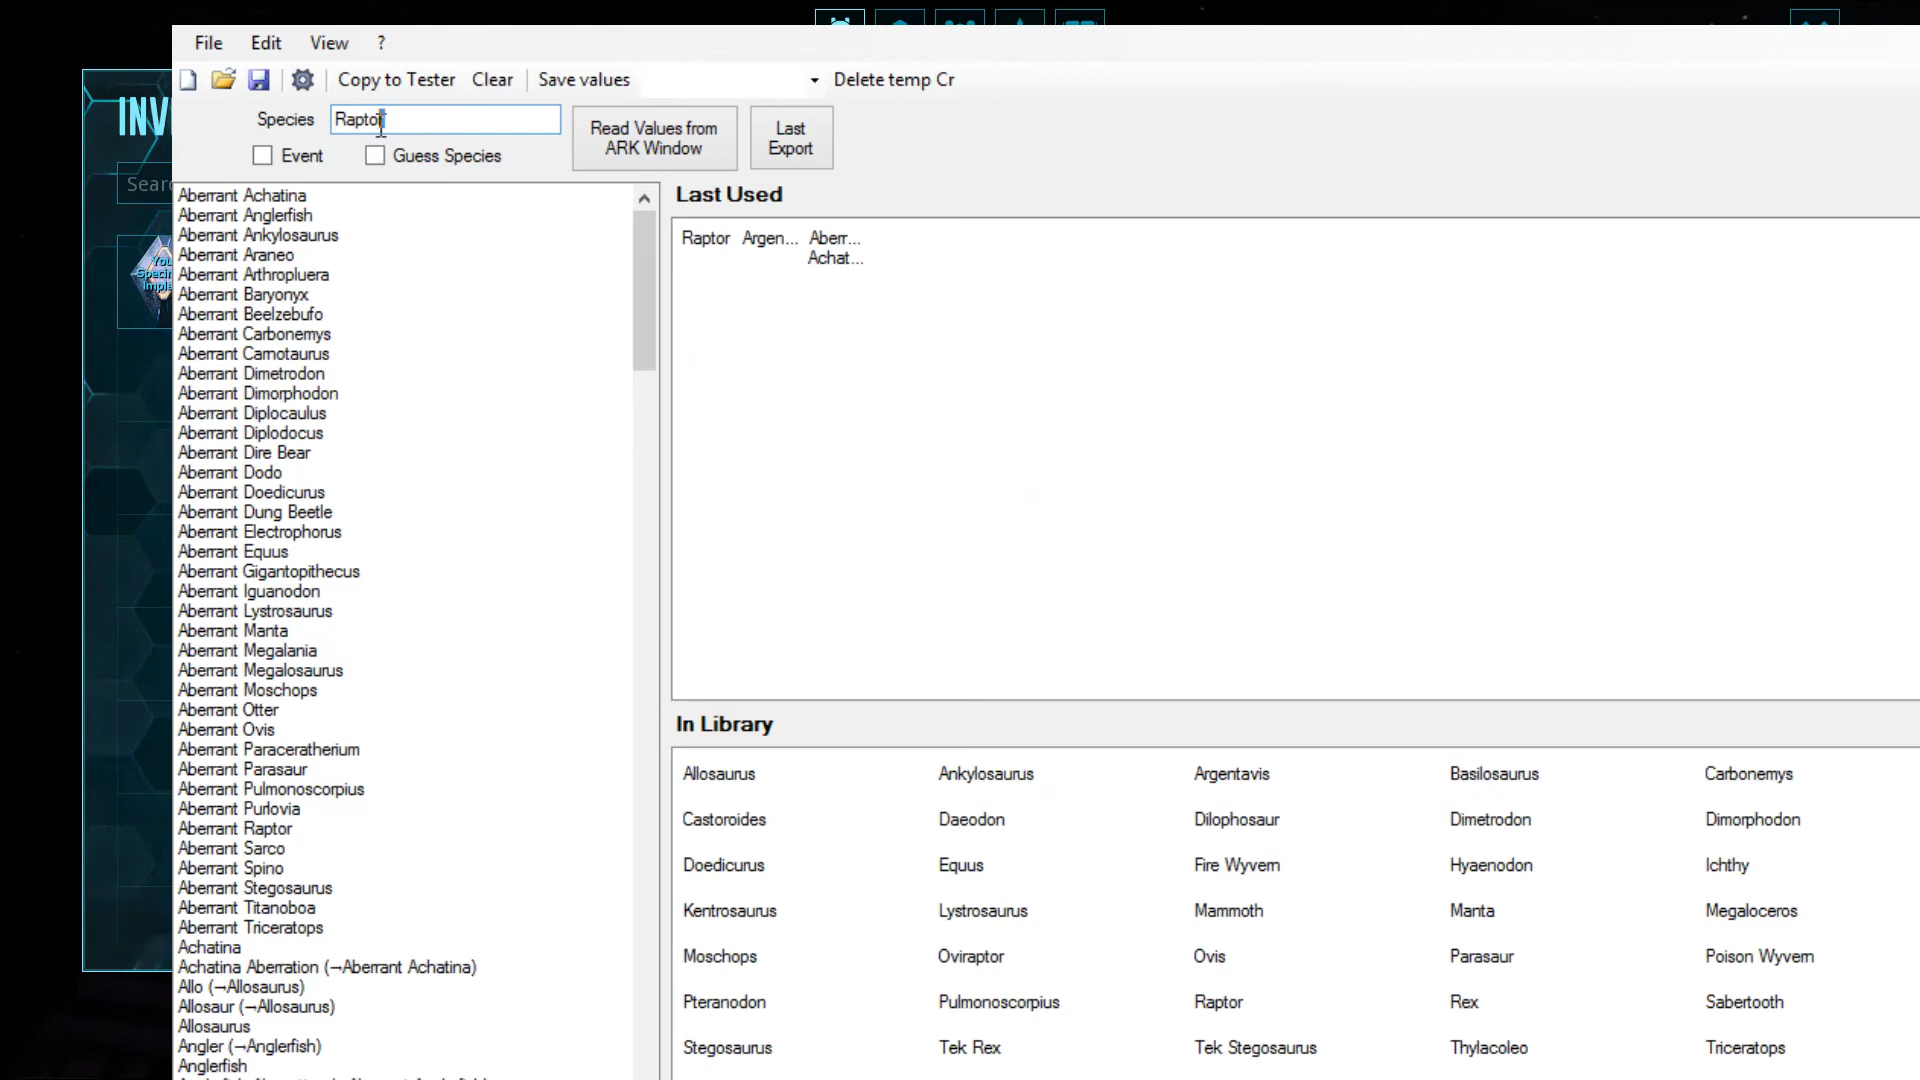 File Edit View ?
Copy to Tester Clear Save values Delete temp Cr
INV
Species Raptor
Read Values from
ARK Window
Last
Export
Event Guess Species
Sear
Aberrant Achatina
Aberrant Anglerfish
Aberrant Ankylosaurus
Aberrant Araneo
Aberrant Arthropluera
Aberrant Baryonyx
Aberrant Beelzebufo
Aberrant Carbonemys
Aberrant Carnotaurus
Aberrant Dimetrodon
Aberrant Dimorphodon
Aberrant Diplocaulus
Aberrant Diplodocus
Aberrant Dire Bear
Aberrant Dodo
Aberrant Doedicurus
Aberrant Dung Beetle
Aberrant Electrophorus
Aberrant Equus
Aberrant Gigantopithecus
Aberrant Iguanodon
Aberrant Lystrosaurus
Aberrant Manta
Aberrant Megalania
Aberrant Megalosaurus
Aberrant Moschops
Aberrant Otter
Aberrant Ovis
Aberrant Paraceratherium
Aberrant Parasaur
Aberrant Pulmonoscorpius
Aberrant Purlovia
Aberrant Raptor
Aberrant Sarco
Aberrant Spino
Aberrant Stegosaurus
Aberrant Titanoboa
Aberrant Triceratops
Achatina
Achatina Aberration (→Aberrant Achatina)
Allo (→Allosaurus)
Allosaur (→Allosaurus)
Allosaurus
Angler (→Anglerfish)
Anglerfish
Last Used
Raptor Argen... Aberr...
Achat...
In Library
Allosaurus Ankylosaurus Argentavis Basilosaurus Carbonemys
Castoroides Daeodon Dilophosaur Dimetrodon Dimorphodon
Doedicurus Equus Fire Wyvern Hyaenodon Ichthy
Kentrosaurus Lystrosaurus Mammoth Manta Megaloceros
Moschops Oviraptor Ovis Parasaur Poison Wyvern
Pteranodon Pulmonoscorpius Raptor Rex Sabertooth
Stegosaurus Tek Rex Tek Stegosaurus Thylacoleo Triceratops